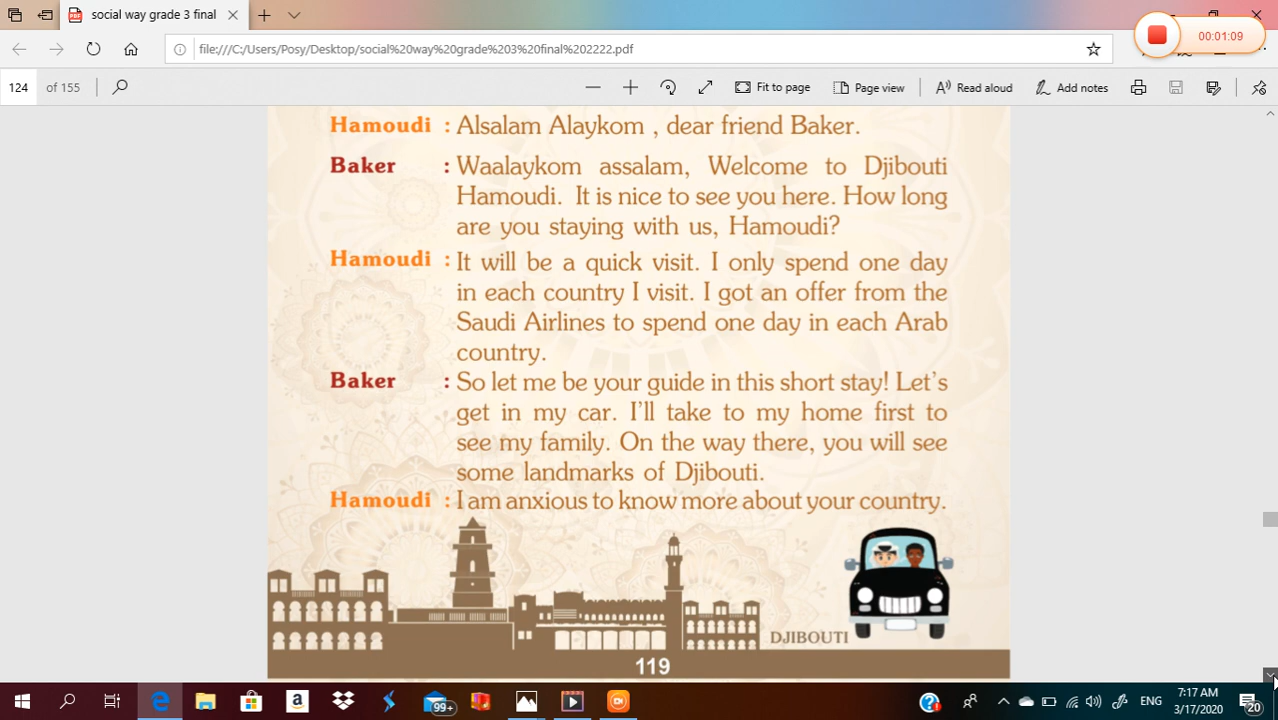 social way grade 3 final
file:///C:/Users/Posy/Desktop/social%20way%20grade%203%20final%202222.pdf
00:01:09
124 of 155
Fit to page
Page view
Read aloud
Add notes
Hamoudi : Alsalam Alaykom , dear friend Baker.
Baker : Waalaykom assalam, Welcome to Djibouti
Hamoudi. It is nice to see you here. How long
are you staying with us, Hamoudi?
Hamoudi : It will be a quick visit. I only spend one day
in each country I visit. I got an offer from the
Saudi Airlines to spend one day in each Arab
country.
Baker : So let me be your guide in this short stay! Let's
get in my car. I'll take to my home first to
see my family. On the way there, you will see
some landmarks of Djibouti.
Hamoudi : I am anxious to know more about your country.
DJIBOUTI
119
99+
ENG
7:17 AM
3/17/2020
20